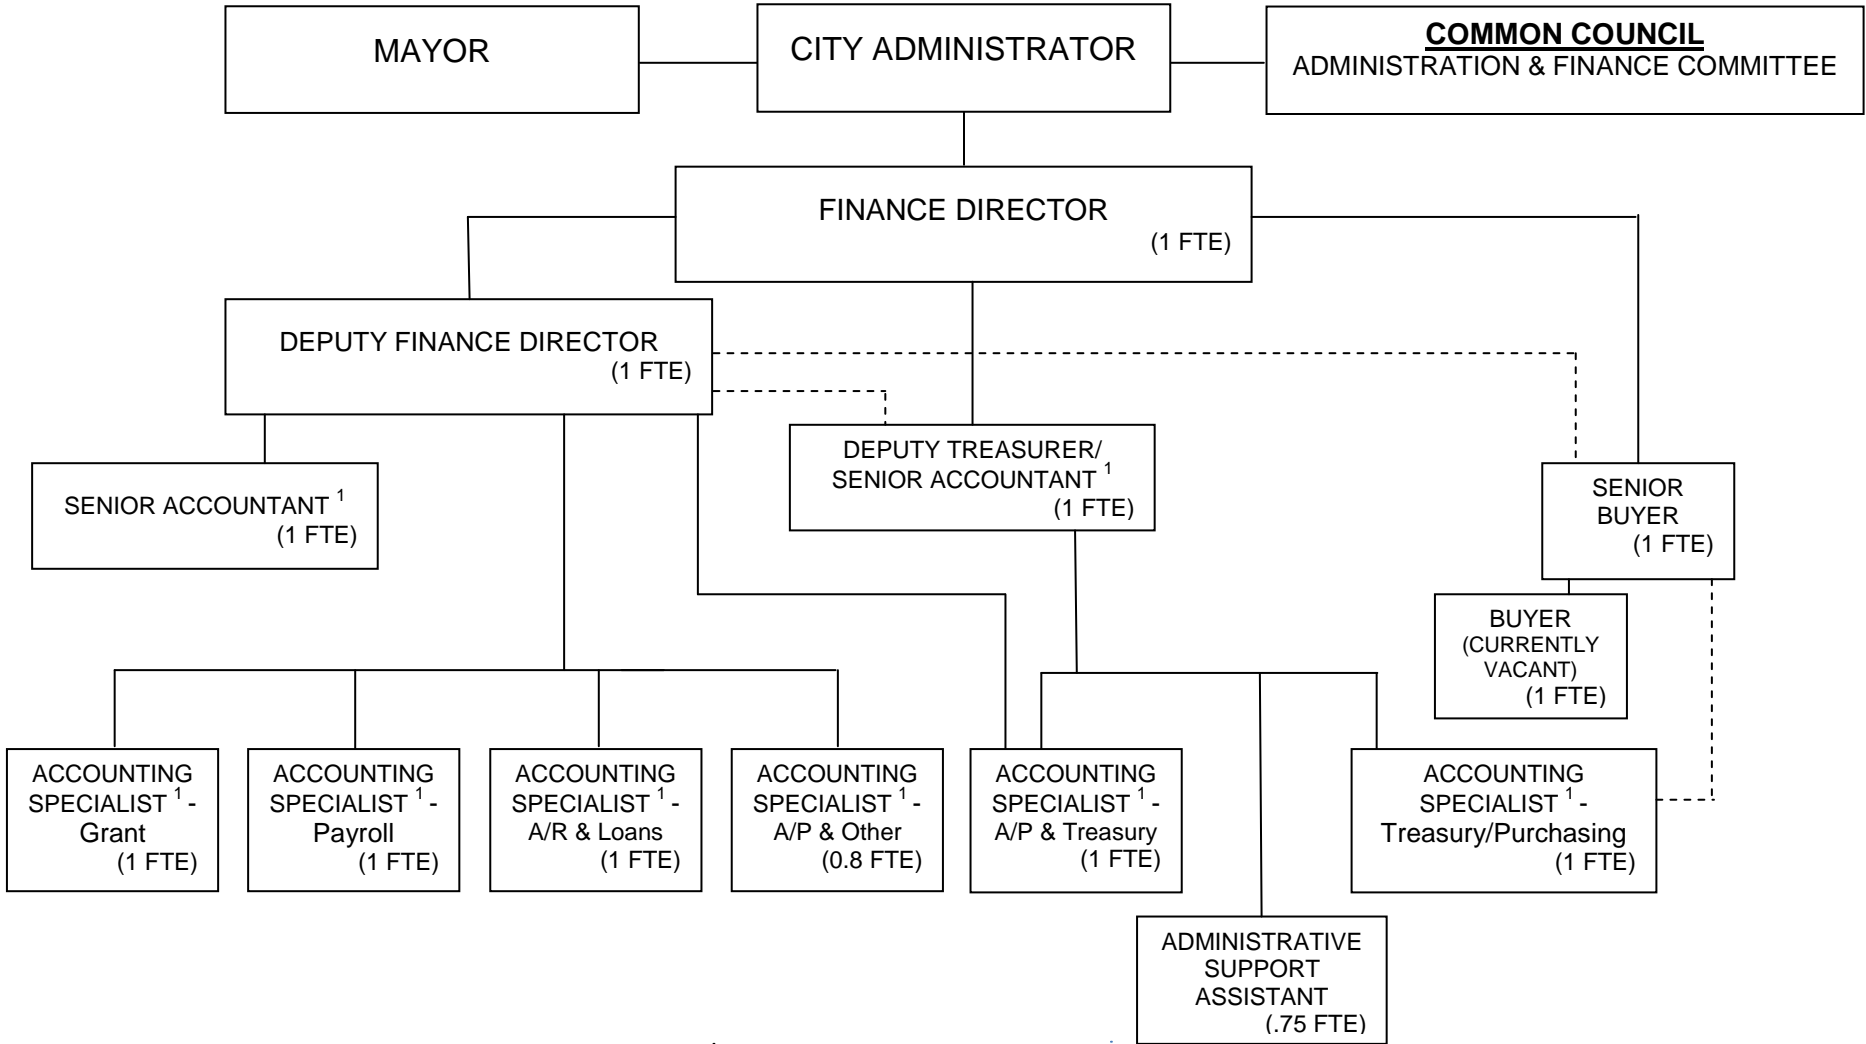 MAYOR
CITY ADMINISTRATOR
COMMON COUNCIL
ADMINISTRATION & FINANCE COMMITTEE
FINANCE DIRECTOR
(1 FTE)
DEPUTY FINANCE DIRECTOR
(1 FTE)
DEPUTY TREASURER/
SENIOR ACCOUNTANT 1
(1 FTE)
SENIOR ACCOUNTANT 1
(1 FTE)
SENIOR
BUYER
(1 FTE)
BUYER
(CURRENTLY
VACANT)
(1 FTE)
ACCOUNTING
SPECIALIST 1 -
Grant
(1 FTE)
ACCOUNTING
SPECIALIST 1 -
Payroll
(1 FTE)
ACCOUNTING
SPECIALIST 1 -
A/R & Loans
(1 FTE)
ACCOUNTING
SPECIALIST 1 -
A/P & Other
(0.8 FTE)
ACCOUNTING
SPECIALIST 1 -
A/P & Treasury
(1 FTE)
ACCOUNTING
SPECIALIST 1 -
Treasury/Purchasing
(1 FTE)
ADMINISTRATIVE
SUPPORT
ASSISTANT
(.75 FTE)